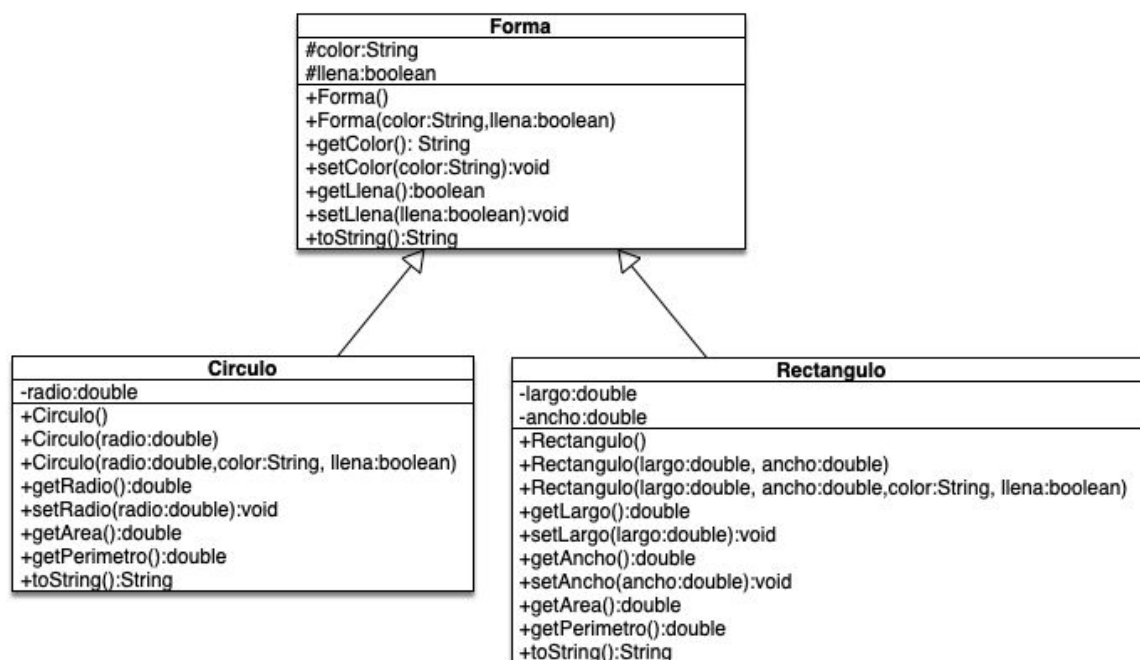 Forma
#color:String
#llena:boolean
+Forma()
+Forma(color:String,llena:boolean)
+getColor(): String
+setColor(color:String):void
+getLlena():boolean
+setLlena(llena:boolean):void
+toString():String
Circulo
-radio:double
+Circulo()
+Circulo(radio:double)
+Circulo(radio:double,color:String, llena:boolean)
+getRadio():double
+setRadio(radio:double):void
+getArea():double
+getPerimetro():double
+toString():String
Rectangulo
-largo:double
-ancho:double
+Rectangulo()
+Rectangulo(largo:double, ancho:double)
+Rectangulo(largo:double, ancho:double,color:String, llena:boolean)
+getLargo():double
+setLargo(largo:double):void
+getAncho():double
+setAncho(ancho:double):void
+getArea():double
+getPerimetro():double
+toString():String